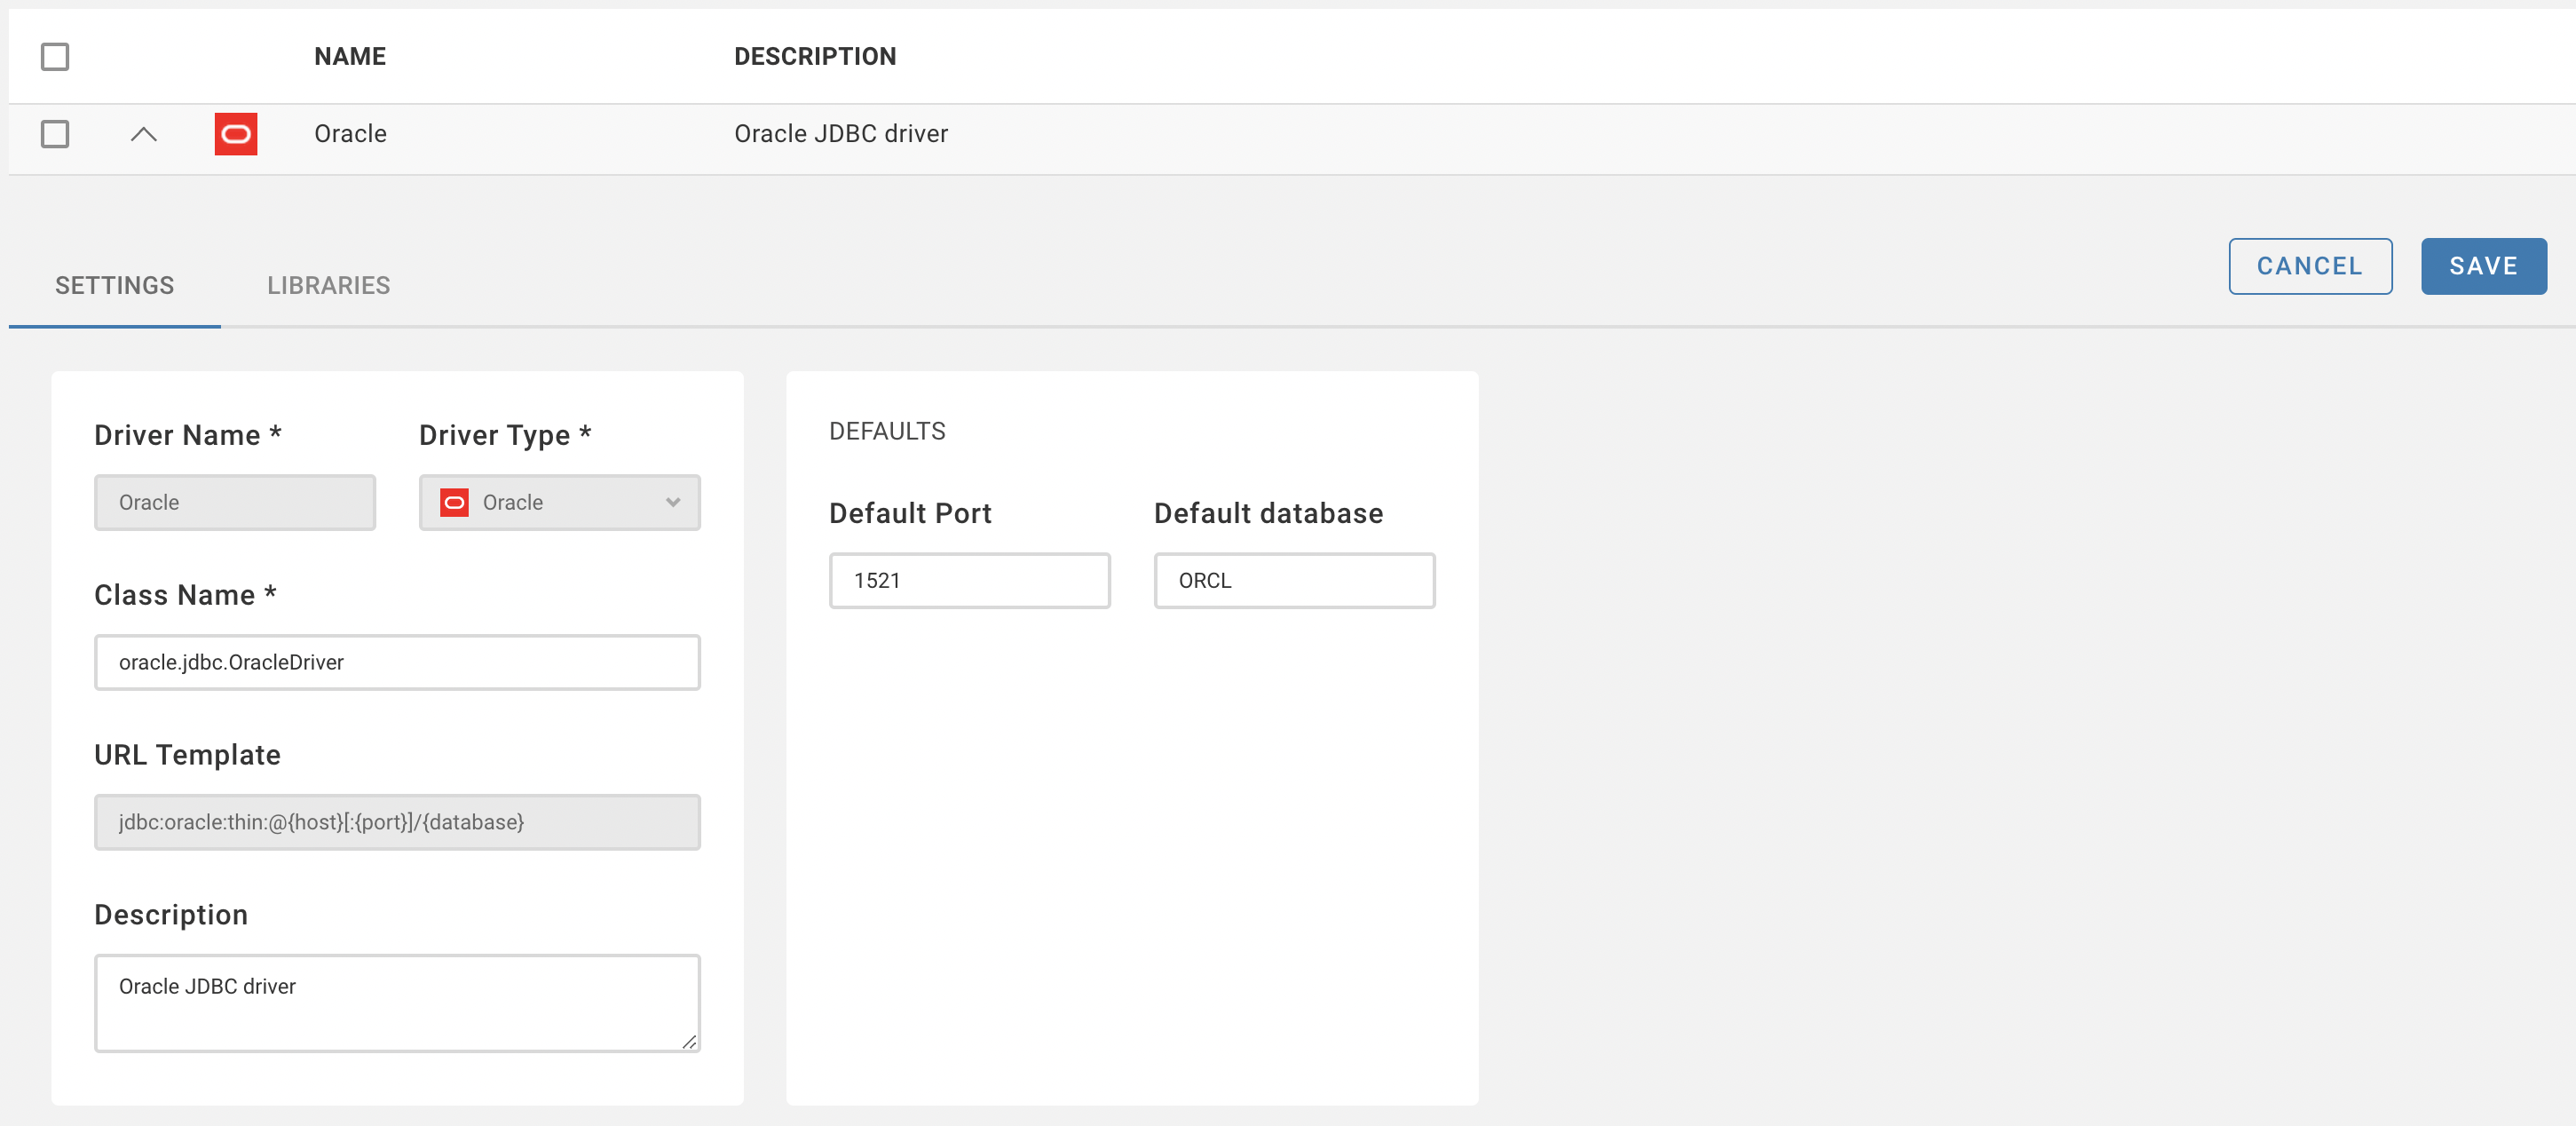 NAME DESCRIPTION
Oracle Oracle JDBC driver
SETTINGS LIBRARIES CANCEL SAVE
Driver Name * Driver Type *
Oracle Oracle
Class Name *
oracle.jdbc.OracleDriver
URL Template
jdbc:oracle:thin:@{host}[:{port}]/{database}
Description
Oracle JDBC driver
DEFAULTS
Default Port Default database
1521 ORCL